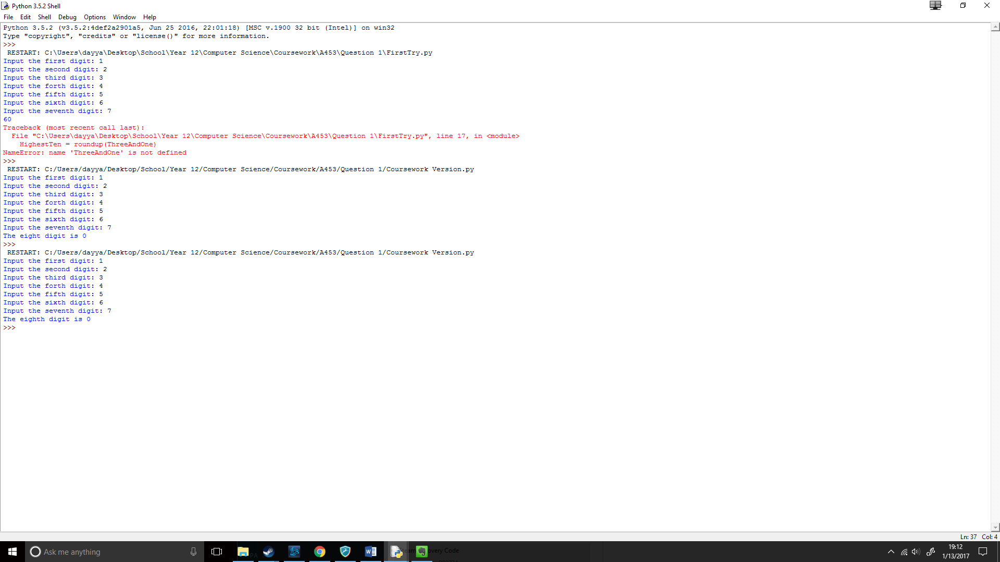 Python 3.5.2 Shell
File Edit Shell Debug Options Window Help
Python 3.5.2 (v3.5.2:4def2a2901a5, Jun 25 2016, 22:01:18) [MSC v.1900 32 bit (Intel)] on win32
Type "copyright", "credits" or "license()" for more information.
>>>
RESTART: C:\Users\dayya\Desktop\School\Year 12\Computer Science\Coursework\A453\Question 1\FirstTry.py
Input the first digit: 1
Input the second digit: 2
Input the third digit: 3
Input the forth digit: 4
Input the fifth digit: 5
Input the sixth digit: 6
Input the seventh digit: 7
60
Traceback (most recent call last):
File "C:\Users\dayya\Desktop\School\Year 12\Computer Science\Coursework\A453\Question 1\FirstTry.py", line 17, in <module>
HighestTen = roundup(ThreeAndOne)
NameError: name 'ThreeAndOne' is not defined
>>>
RESTART: C:/Users/dayya/Desktop/School/Year 12/Computer Science/Coursework/A453/Question 1/Coursework Version.py
Input the first digit: 1
Input the second digit: 2
Input the third digit: 3
Input the forth digit: 4
Input the fifth digit: 5
Input the sixth digit: 6
Input the seventh digit: 7
The eight digit is 0
>>>
RESTART: C:/Users/dayya/Desktop/School/Year 12/Computer Science/Coursework/A453/Question 1/Coursework Version.py
Input the first digit: 1
Input the second digit: 2
Input the third digit: 3
Input the forth digit: 4
Input the fifth digit: 5
Input the sixth digit: 6
Input the seventh digit: 7
The eighth digit is 0
>>>
Ln: 37 Col: 4
Ask me anything
Code
19:12
1/13/2017